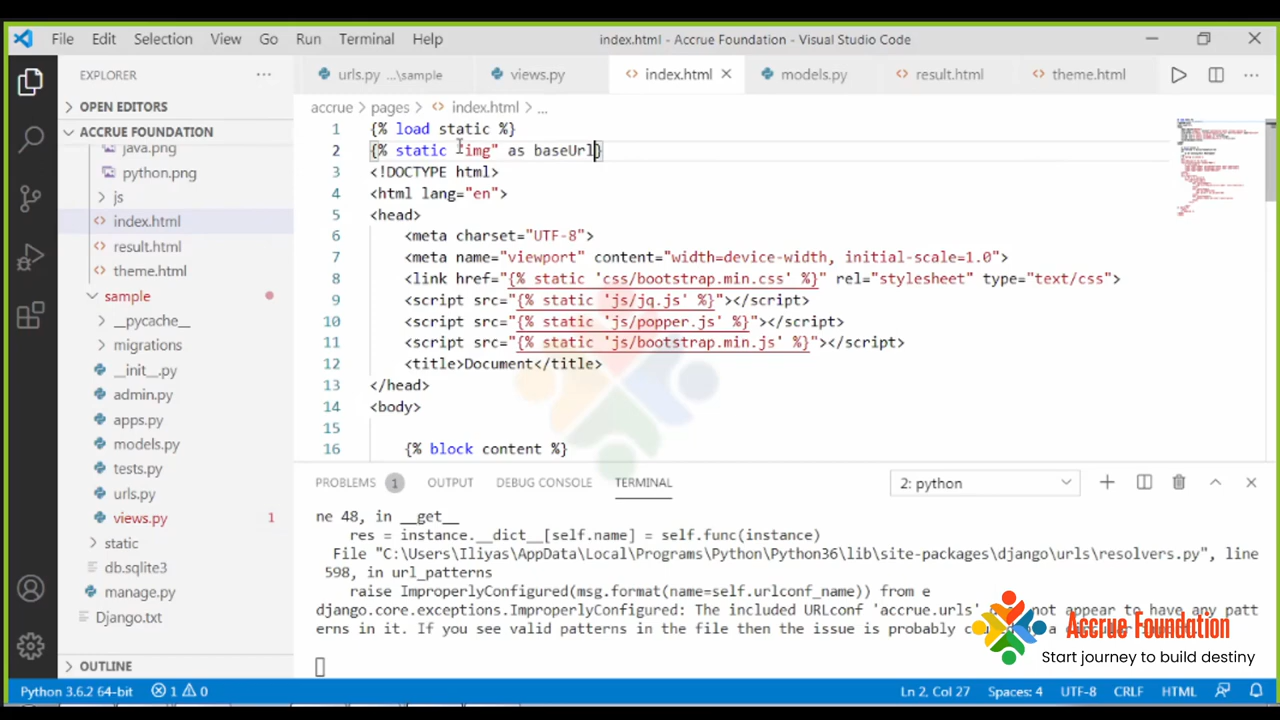 File Edit Selection View Go Run Terminal Help index.html - Accrue Foundation - Visual Studio Code
EXPLORER ...
urls.py ...\sample views.py index.html models.py result.html theme.html
OPEN EDITORS
ACCRUE FOUNDATION
java.png
python.png
js
index.html
result.html
theme.html
sample
__pycache__
migrations
__init__.py
admin.py
apps.py
models.py
tests.py
urls.py
views.py 1
static
db.sqlite3
manage.py
Django.txt
OUTLINE
accrue > pages > index.html > ...
1 {% load static %}
2 {% static "img" as baseUrl}
3 <!DOCTYPE html>
4 <html lang="en">
5 <head>
6 <meta charset="UTF-8">
7 <meta name="viewport" content="width=device-width, initial-scale=1.0">
8 <link href="{% static 'css/bootstrap.min.css' %}" rel="stylesheet" type="text/css">
9 <script src="{% static 'js/jq.js' %}"></script>
10 <script src="{% static 'js/popper.js' %}"></script>
11 <script src="{% static 'js/bootstrap.min.js' %}"></script>
12 <title>Document</title>
13 </head>
14 <body>
15
16 {% block content %}
PROBLEMS 1 OUTPUT DEBUG CONSOLE TERMINAL 2: python
ne 48, in __get__
res = instance.__dict__[self.name] = self.func(instance)
File "C:\Users\Iliyas\AppData\Local\Programs\Python\Python36\lib\site-packages\django\urls\resolvers.py", line
598, in url_patterns
raise ImproperlyConfigured(msg.format(name=self.urlconf_name)) from e
django.core.exceptions.ImproperlyConfigured: The included URLconf 'accrue.urls' not appear to have any patt
erns in it. If you see valid patterns in the file then the issue is probably
Accrue Foundation
Start journey to build destiny
Python 3.6.2 64-bit 1 0 Ln 2, Col 27 Spaces: 4 UTF-8 CRLF HTML